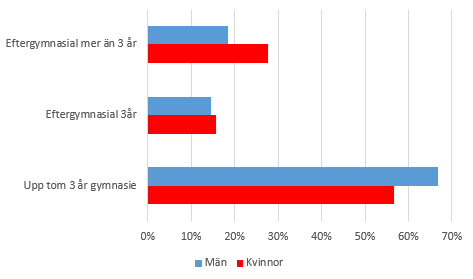 Eftergymnasial mer än 3 år
Eftergymnasial 3år
Upp tom 3 år gymnasie
0% 10% 20% 30% 40% 50% 60% 70%
Män Kvinnor